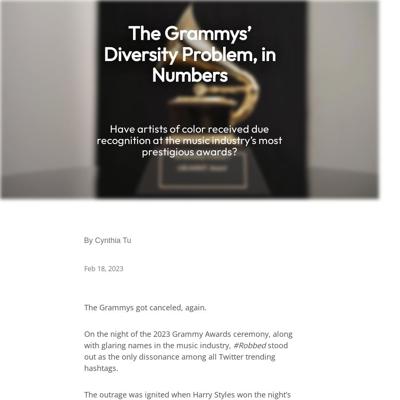 The Grammys’
Diversity Problem, in
Numbers
Have artists of color received due
recognition at the music industry’s most
prestigious awards?
By Cynthia Tu
Feb 18, 2023
The Grammys got canceled, again.
On the night of the 2023 Grammy Awards ceremony, along
with glaring names in the music industry, #Robbed stood
out as the only dissonance among all Twitter trending
hashtags.
The outrage was ignited when Harry Styles won the night’s